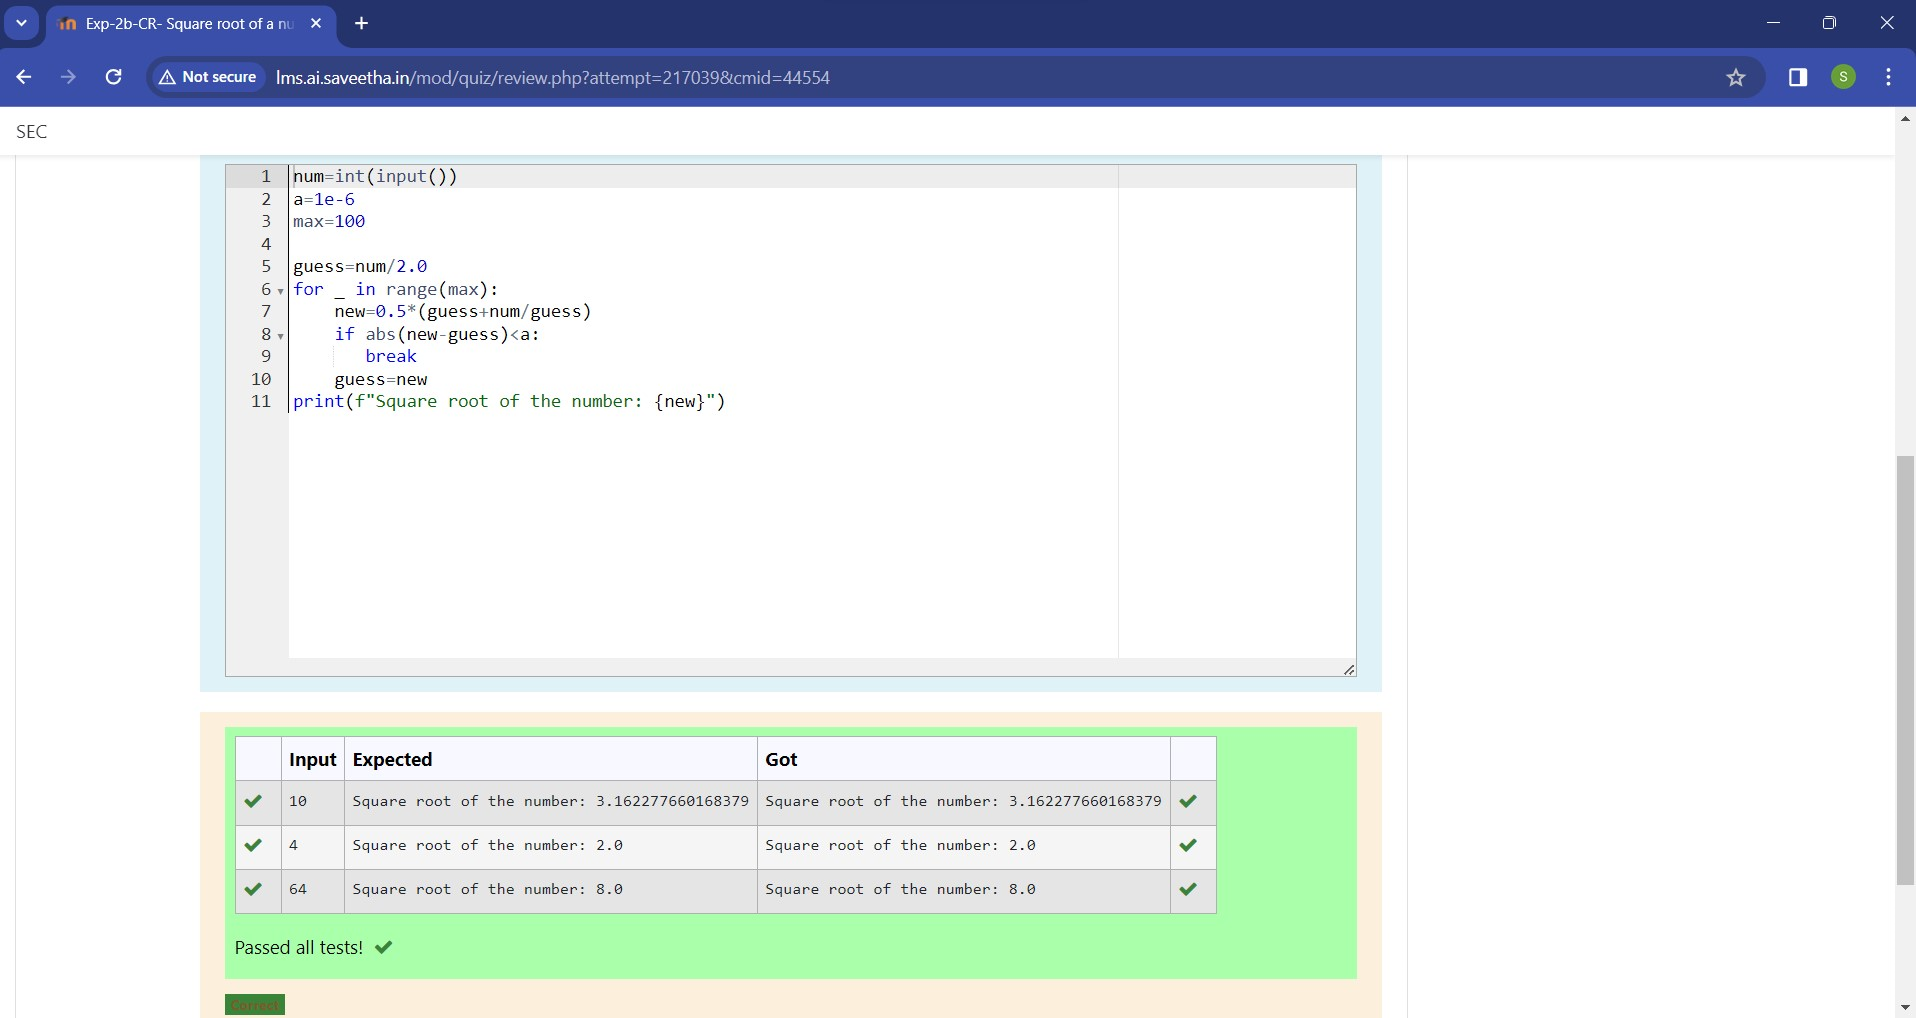 Exp-2b-CR- Square root of a nu
Not secure lms.ai.saveetha.in/mod/quiz/review.php?attempt=217039&cmid=44554 S
SEC
1 num=int(input())
2 a=1e-6
3 max=100
4
5 guess=num/2.0
6 for _ in range(max):
7 new=0.5*(guess+num/guess)
8 if abs(new-guess)<a:
9 break
10 guess=new
11 print(f"Square root of the number: {new}")
Input Expected Got
10 Square root of the number: 3.162277660168379 Square root of the number: 3.162277660168379
4 Square root of the number: 2.0 Square root of the number: 2.0
64 Square root of the number: 8.0 Square root of the number: 8.0
Passed all tests!
Correct